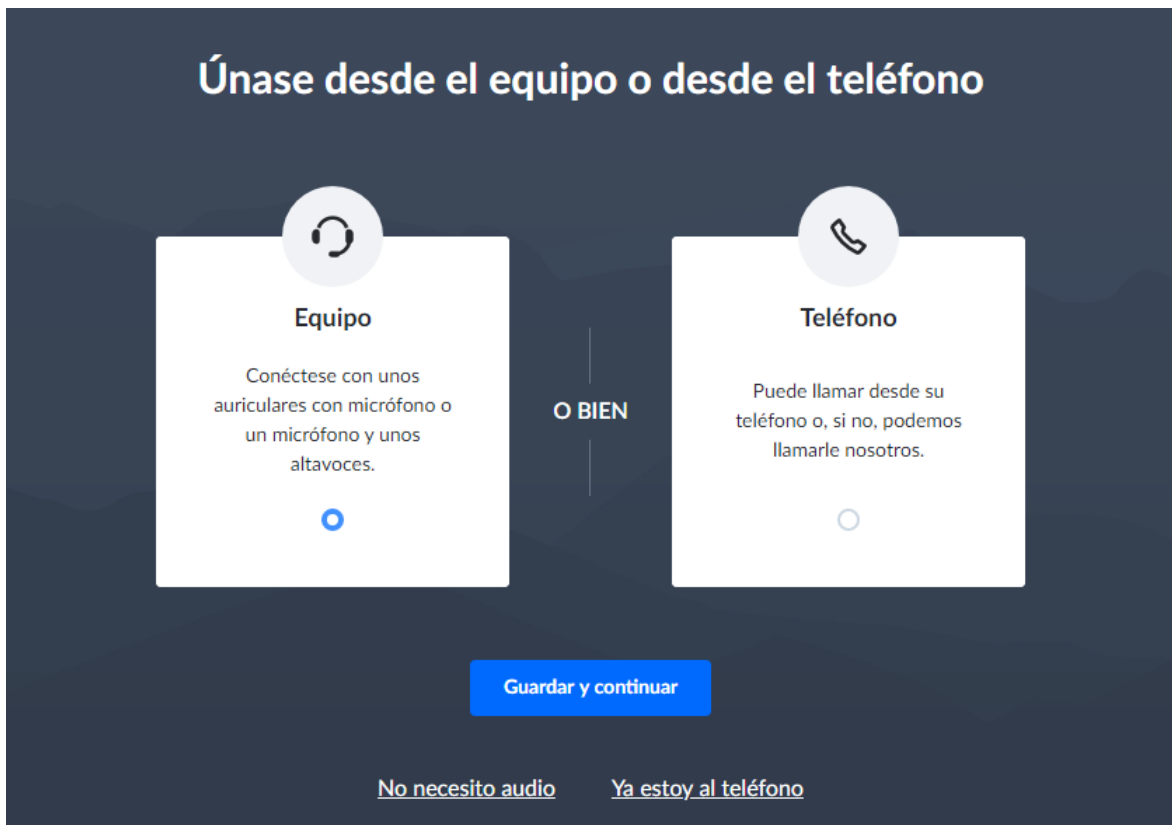 Únase desde el equipo o desde el teléfono
Equipo
Conéctese con unos
auriculares con micrófono o
un micrófono y unos
altavoces.
O BIEN
Teléfono
Puede llamar desde su
teléfono o, si no, podemos
llamarle nosotros.
Guardar y continuar
No necesito audio
Ya estoy al teléfono